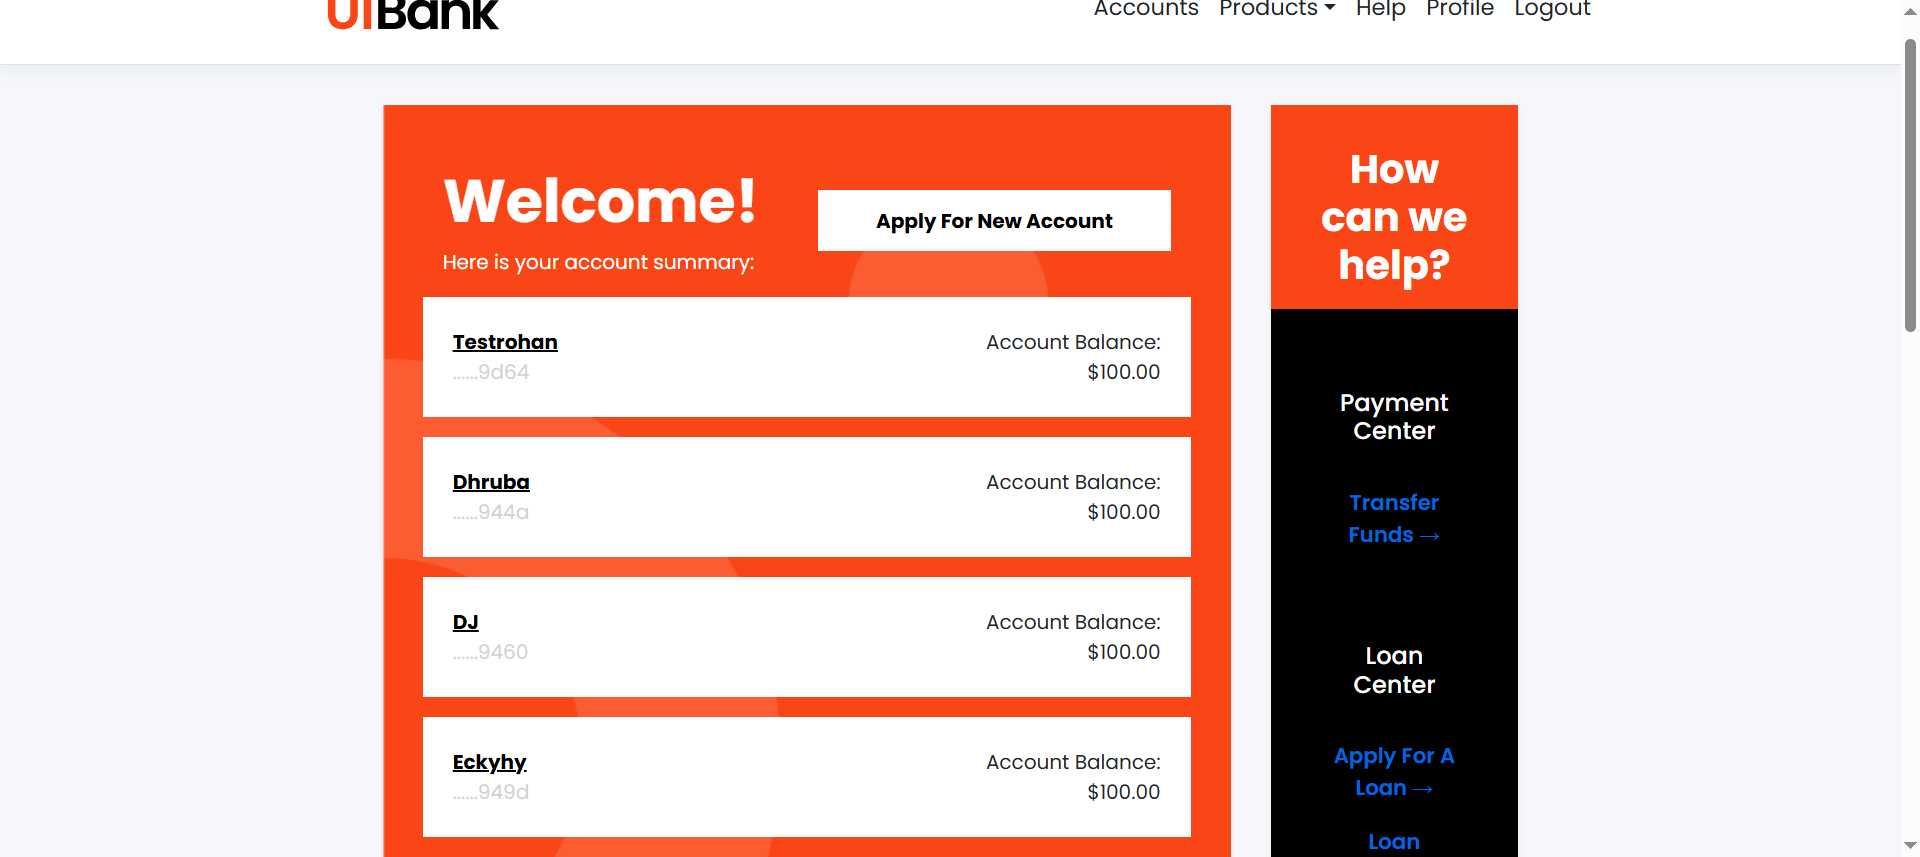 UiBank
Accounts Products Help Profile Logout
Welcome!
Apply For New Account
Here is your account summary:
Testrohan
Account Balance:
......9d64
$100.00
Dhruba
Account Balance:
......944a
$100.00
DJ
Account Balance:
......9460
$100.00
Eckyhy
Account Balance:
......949d
$100.00
How
can we
help?
Payment
Center
Transfer
Funds →
Loan
Center
Apply For A
Loan →
Loan